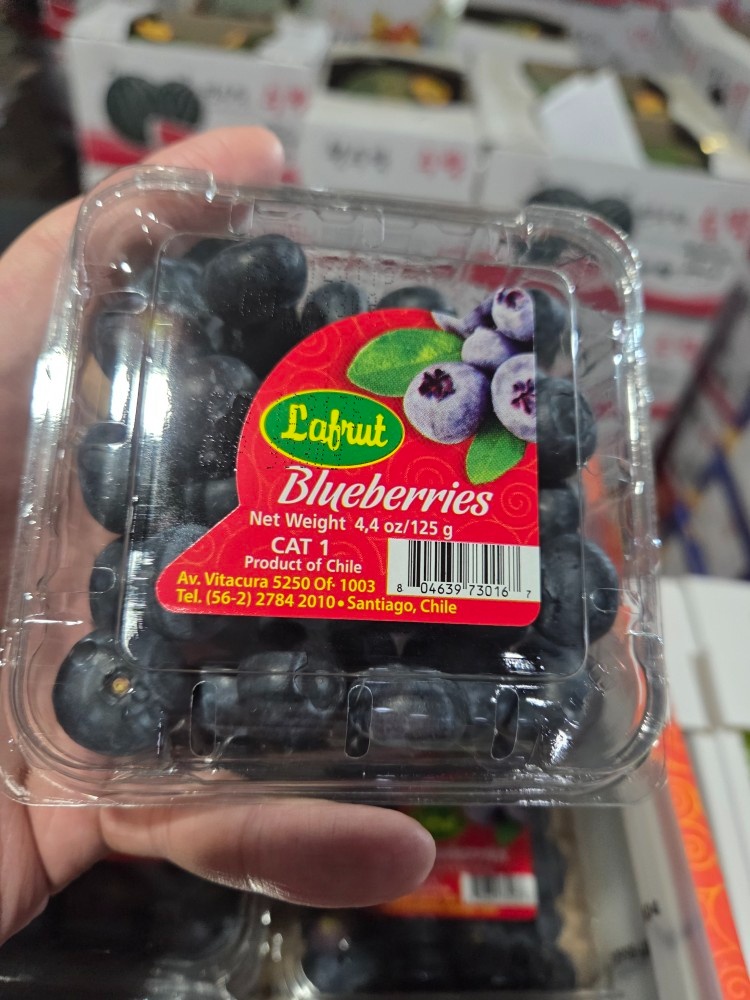 Lafrut
Blueberries
Net Weight 4,4 oz/125 g
CAT 1
Product of Chile
Av. Vitacura 5250 Of· 1003
Tel. (56-2) 2784 2010 • Santiago, Chile
8 04639 73016 7